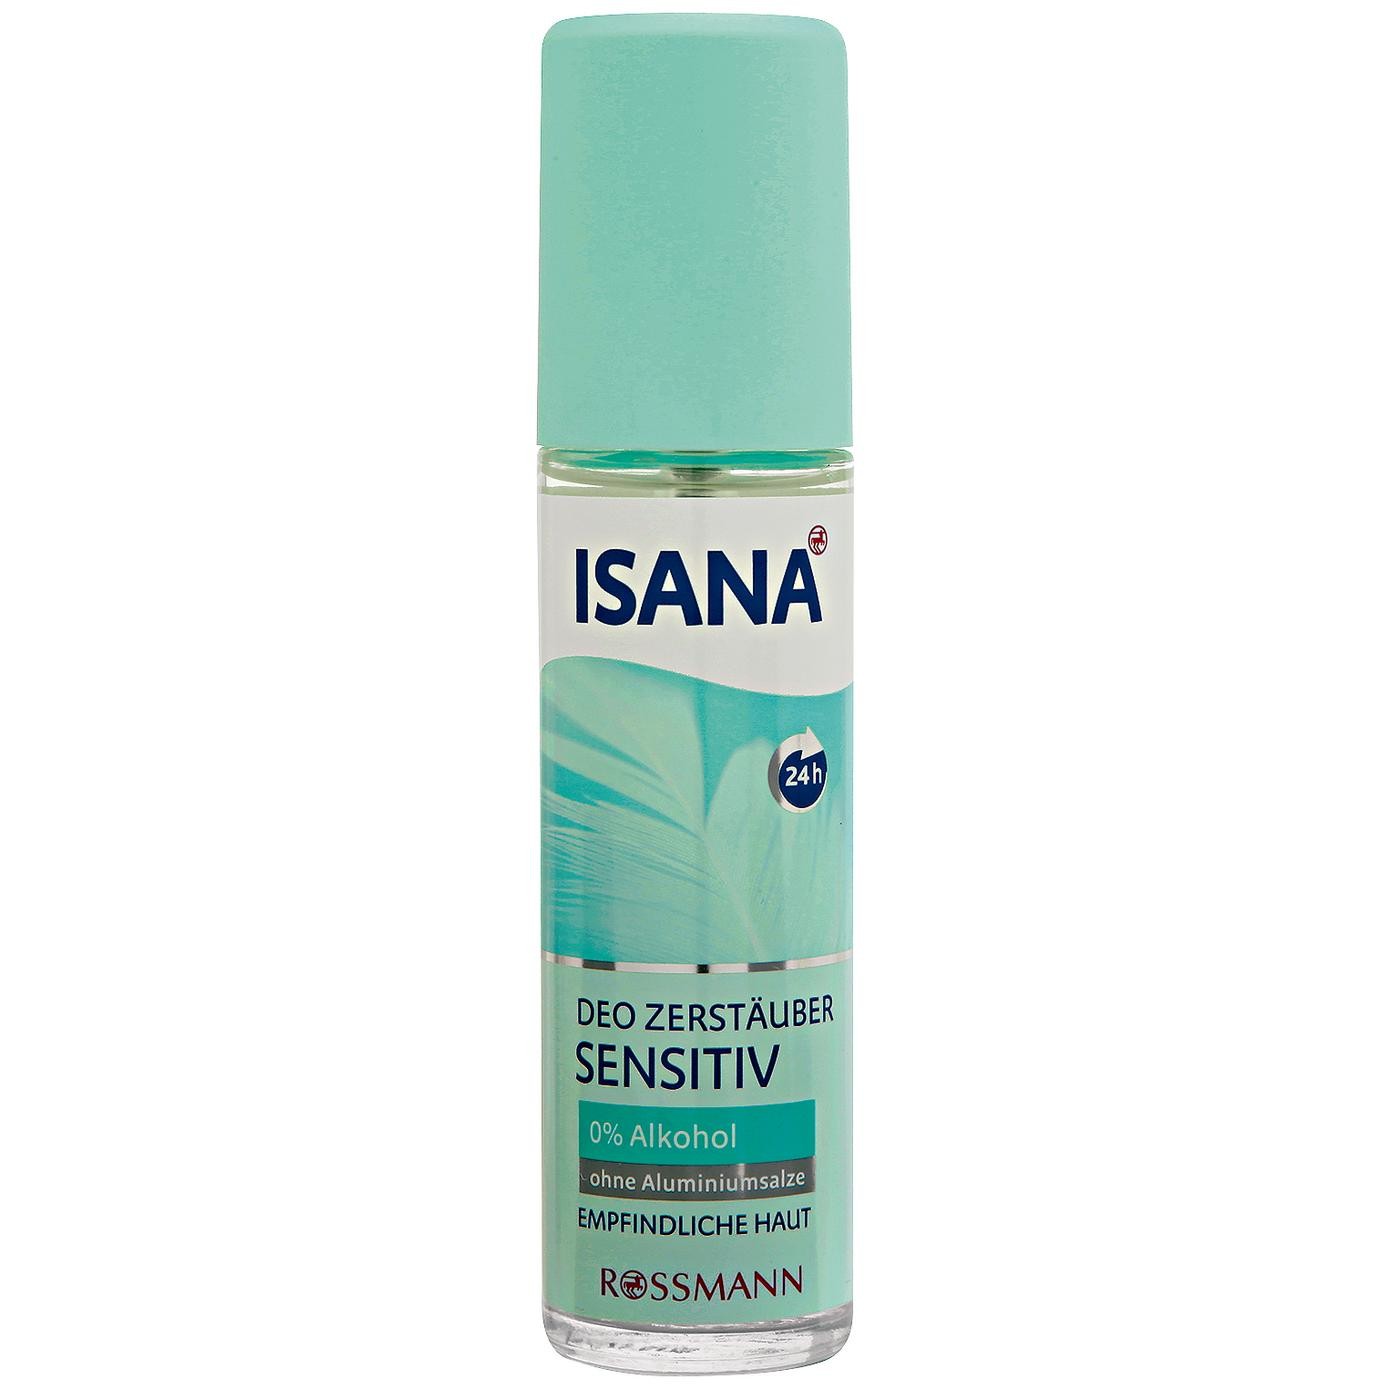 ISANA
24h
DEO ZERSTÄUBER
SENSITIV
0% Alkohol
ohne Aluminiumsalze
EMPFINDLICHE HAUT
ROSSMANN